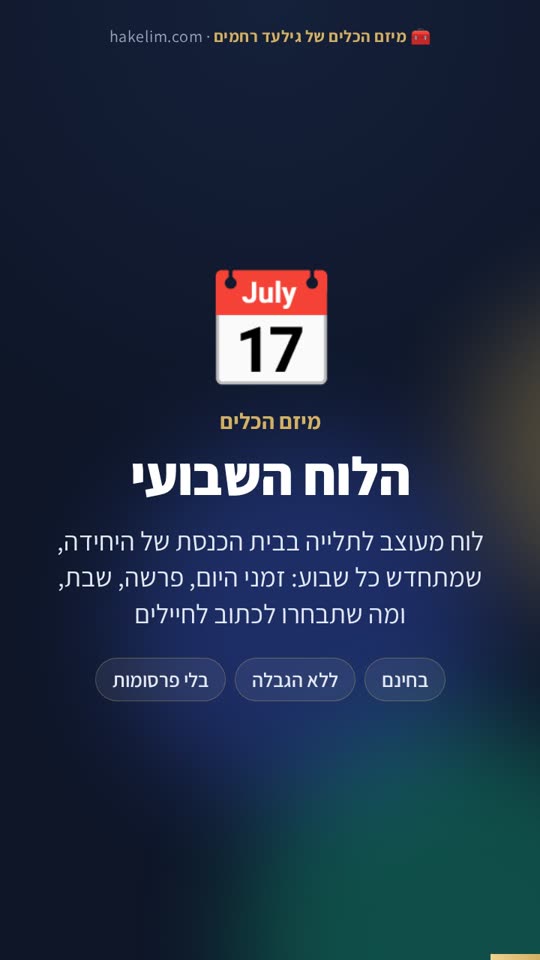 🧰 מיזם הכלים של גילעד רחמים · hakelim.com
July
17
מיזם הכלים
הלוח השבועי
לוח מעוצב לתלייה בבית הכנסת של היחידה,
שמתחדש כל שבוע: זמני היום, פרשה, שבת,
ומה שתבחרו לכתוב לחיילים
בחינם
ללא הגבלה
בלי פרסומות